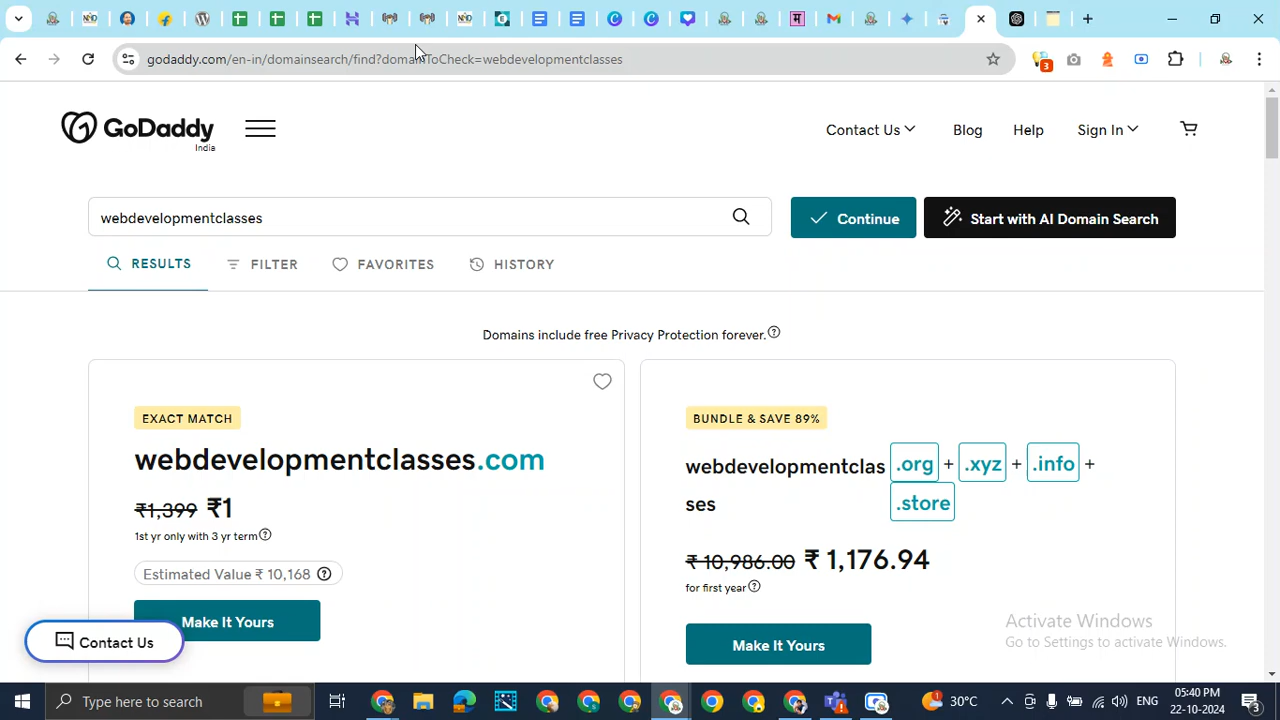 godaddy.com/en-in/domainsearch/find?domainToCheck=webdevelopmentclasses
3
GoDaddy
India
Contact Us
Blog
Help
Sign In
webdevelopmentclasses
Continue
Start with AI Domain Search
RESULTS
FILTER
FAVORITES
HISTORY
Domains include free Privacy Protection forever.
EXACT MATCH
webdevelopmentclasses.com
₹1,399 ₹1
1st yr only with 3 yr term
Estimated Value ₹ 10,168
Make It Yours
BUNDLE & SAVE 89%
webdevelopmentclas .org + .xyz + .info +
ses .store
₹ 10,986.00 ₹ 1,176.94
for first year
Make It Yours
Contact Us
Activate Windows
Go to Settings to activate Windows.
Type here to search
1
30°C
ENG
05:40 PM
22-10-2024
3